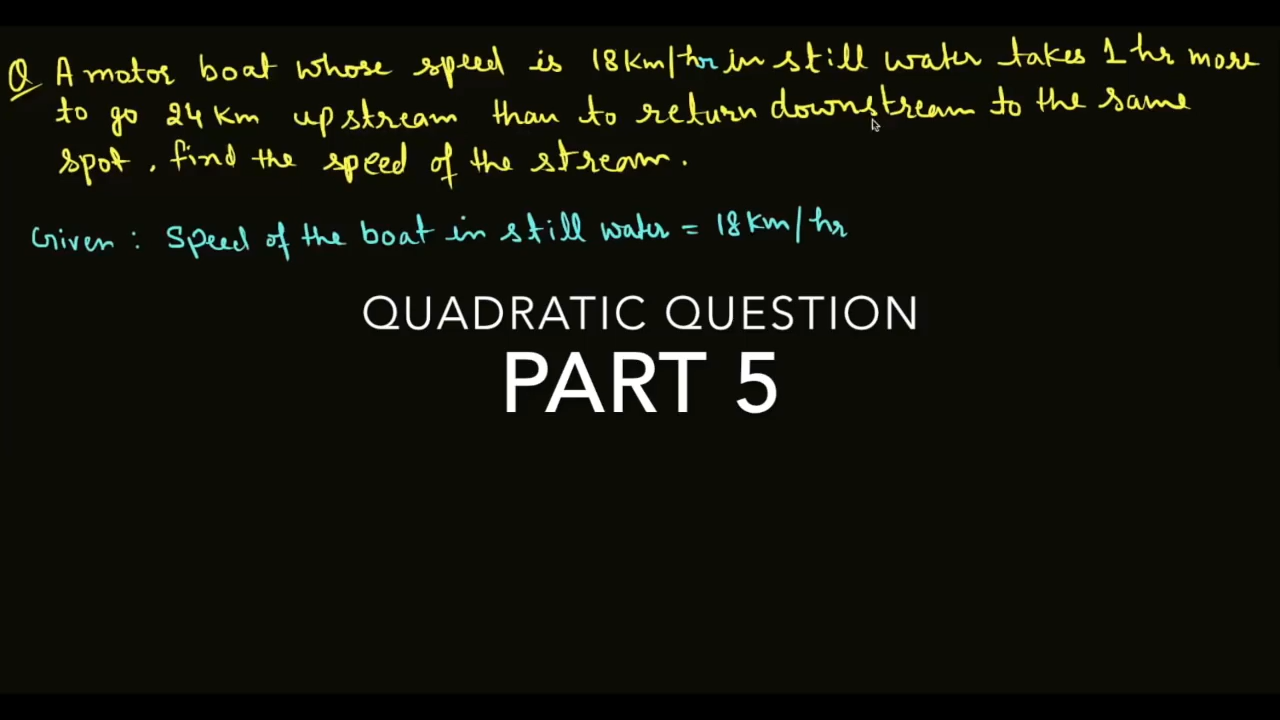 Q A motor boat whose speed is 18km/hr in still water takes 1 hr more
to go 24 km upstream than to return downstream to the same
spot, find the speed of the stream.
Given: Speed of the boat in still water = 18km/hr
QUADRATIC QUESTION
PART 5